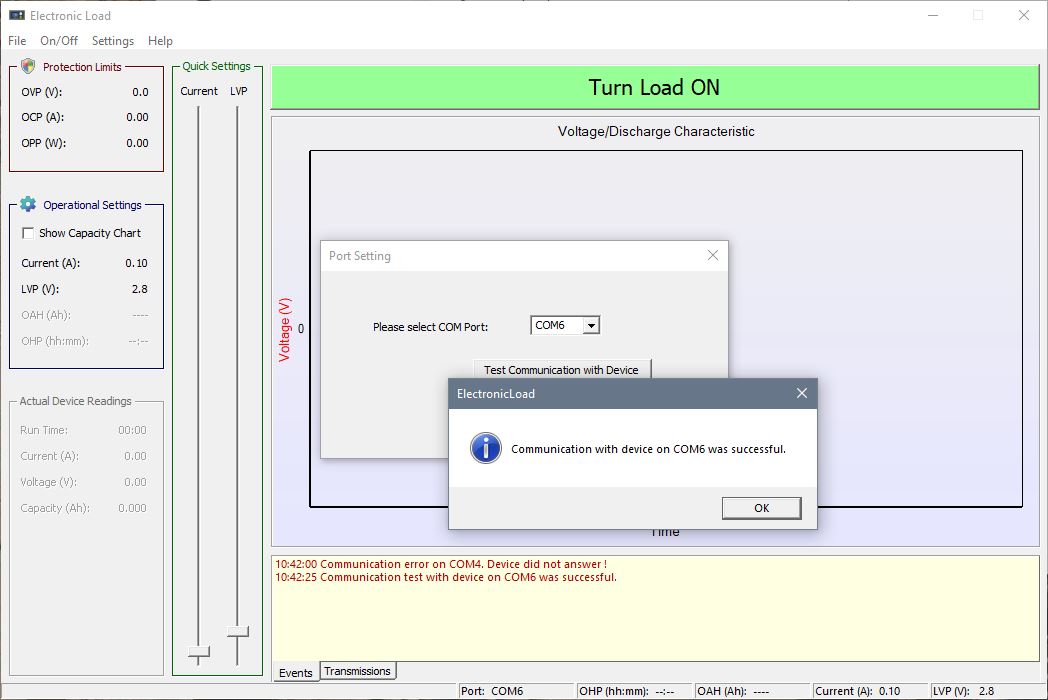 Electronic Load
File On/Off Settings Help
Protection Limits
OVP (V): 0.0
OCP (A): 0.00
OPP (W): 0.00
Operational Settings
Show Capacity Chart
Current (A): 0.10
LVP (V): 2.8
OAH (Ah): ----
OHP (hh:mm): --:--
Actual Device Readings
Run Time: 00:00
Current (A): 0.00
Voltage (V): 0.00
Capacity (Ah): 0.000
Quick Settings
Current LVP
Turn Load ON
Voltage/Discharge Characteristic
Voltage (V)
0
Time
Port Setting
Please select COM Port: COM6
Test Communication with Device
ElectronicLoad
Communication with device on COM6 was successful.
OK
10:42:00 Communication error on COM4. Device did not answer !
10:42:25 Communication test with device on COM6 was successful.
Events Transmissions
Port: COM6 OHP (hh:mm): --:-- OAH (Ah): ---- Current (A): 0.10 LVP (V): 2.8